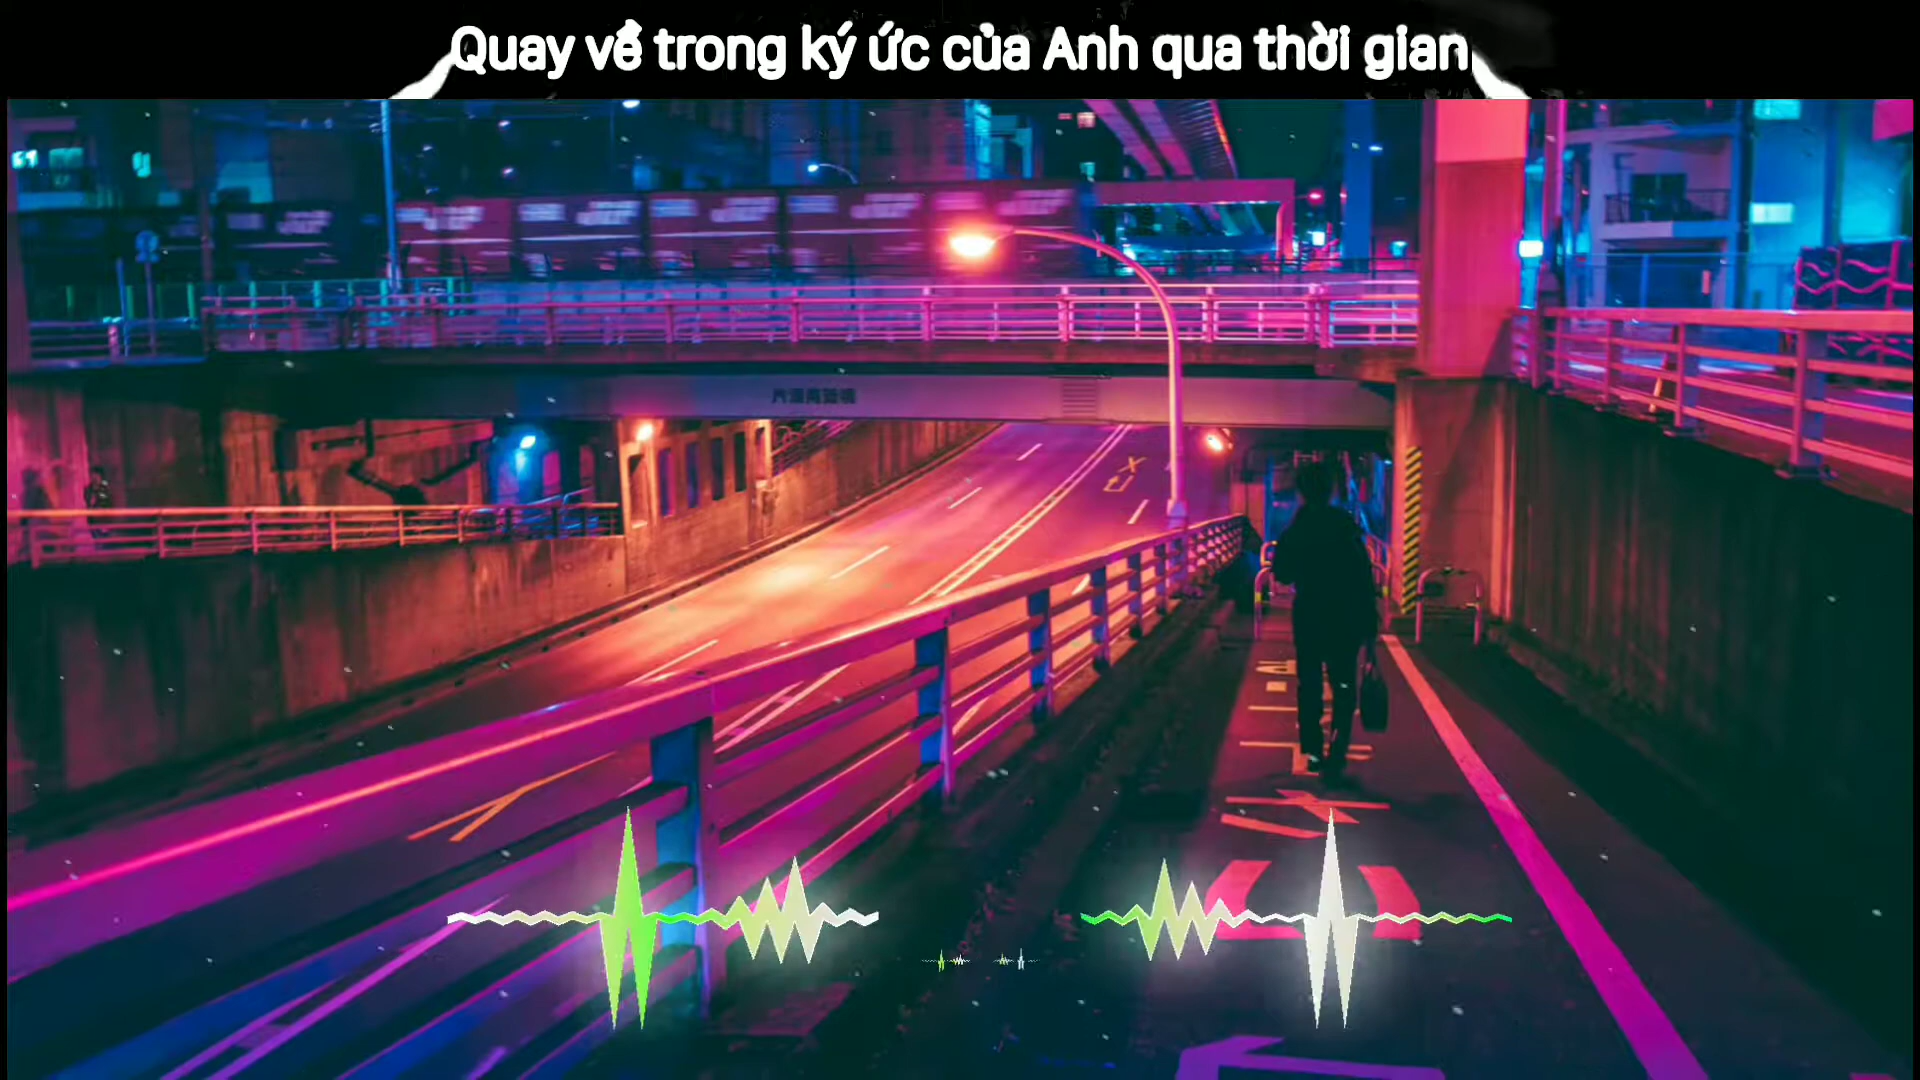 Quay về trong ký ức của Anh qua thời gian